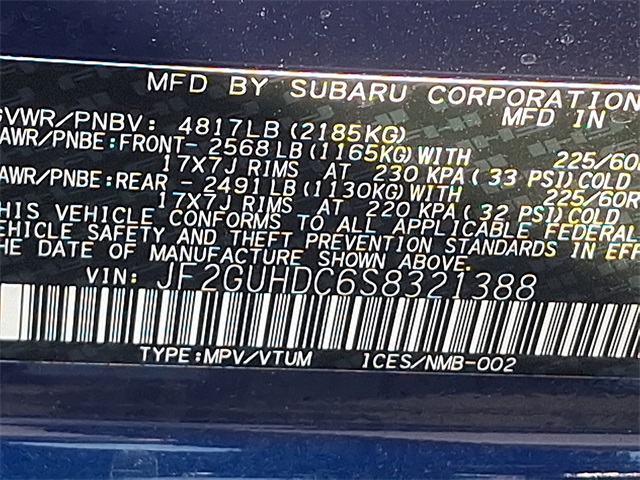 MFD BY SUBARU CORPORATION
MFD IN
GVWR/PNBV: 4817LB(2185KG)
GAWR/PNBE:FRONT- 2568LB(1165KG)WITH 225/60R
17X7J RIMS AT 230 KPA(33 PSI)COLD
GAWR/PNBE:REAR - 2491LB(1130KG)WITH 225/60R
17X7J RIMS AT 220 KPA(32 PSI)COLD
THIS VEHICLE CONFORMS TO ALL APPLICABLE FEDERAL
VEHICLE SAFETY AND THEFT PREVENTION STANDARDS IN EFF
THE DATE OF MANUFACTURE SHOWN ABOVE.
VIN: JF2GUHDC6S8321388
TYPE:MPV/VTUM ICES/NMB-002